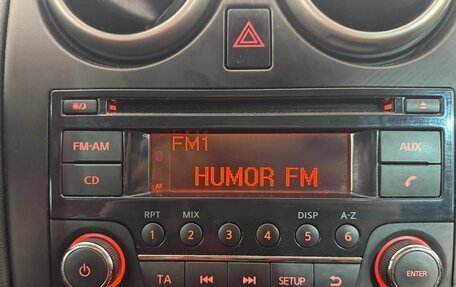 FM-AM
FM1
AUX
CD
AF
HUMOR FM
RPT MIX DISP A-Z
1 2 3 4 5 6
TA SETUP
ENTER